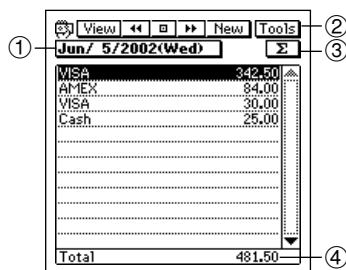 View New Tools ②
① Jun/ 5/2002(Wed) Σ ③
VISA 342.50
AMEX 84.00
VISA 30.00
Cash 25.00
Total 481.50 ④